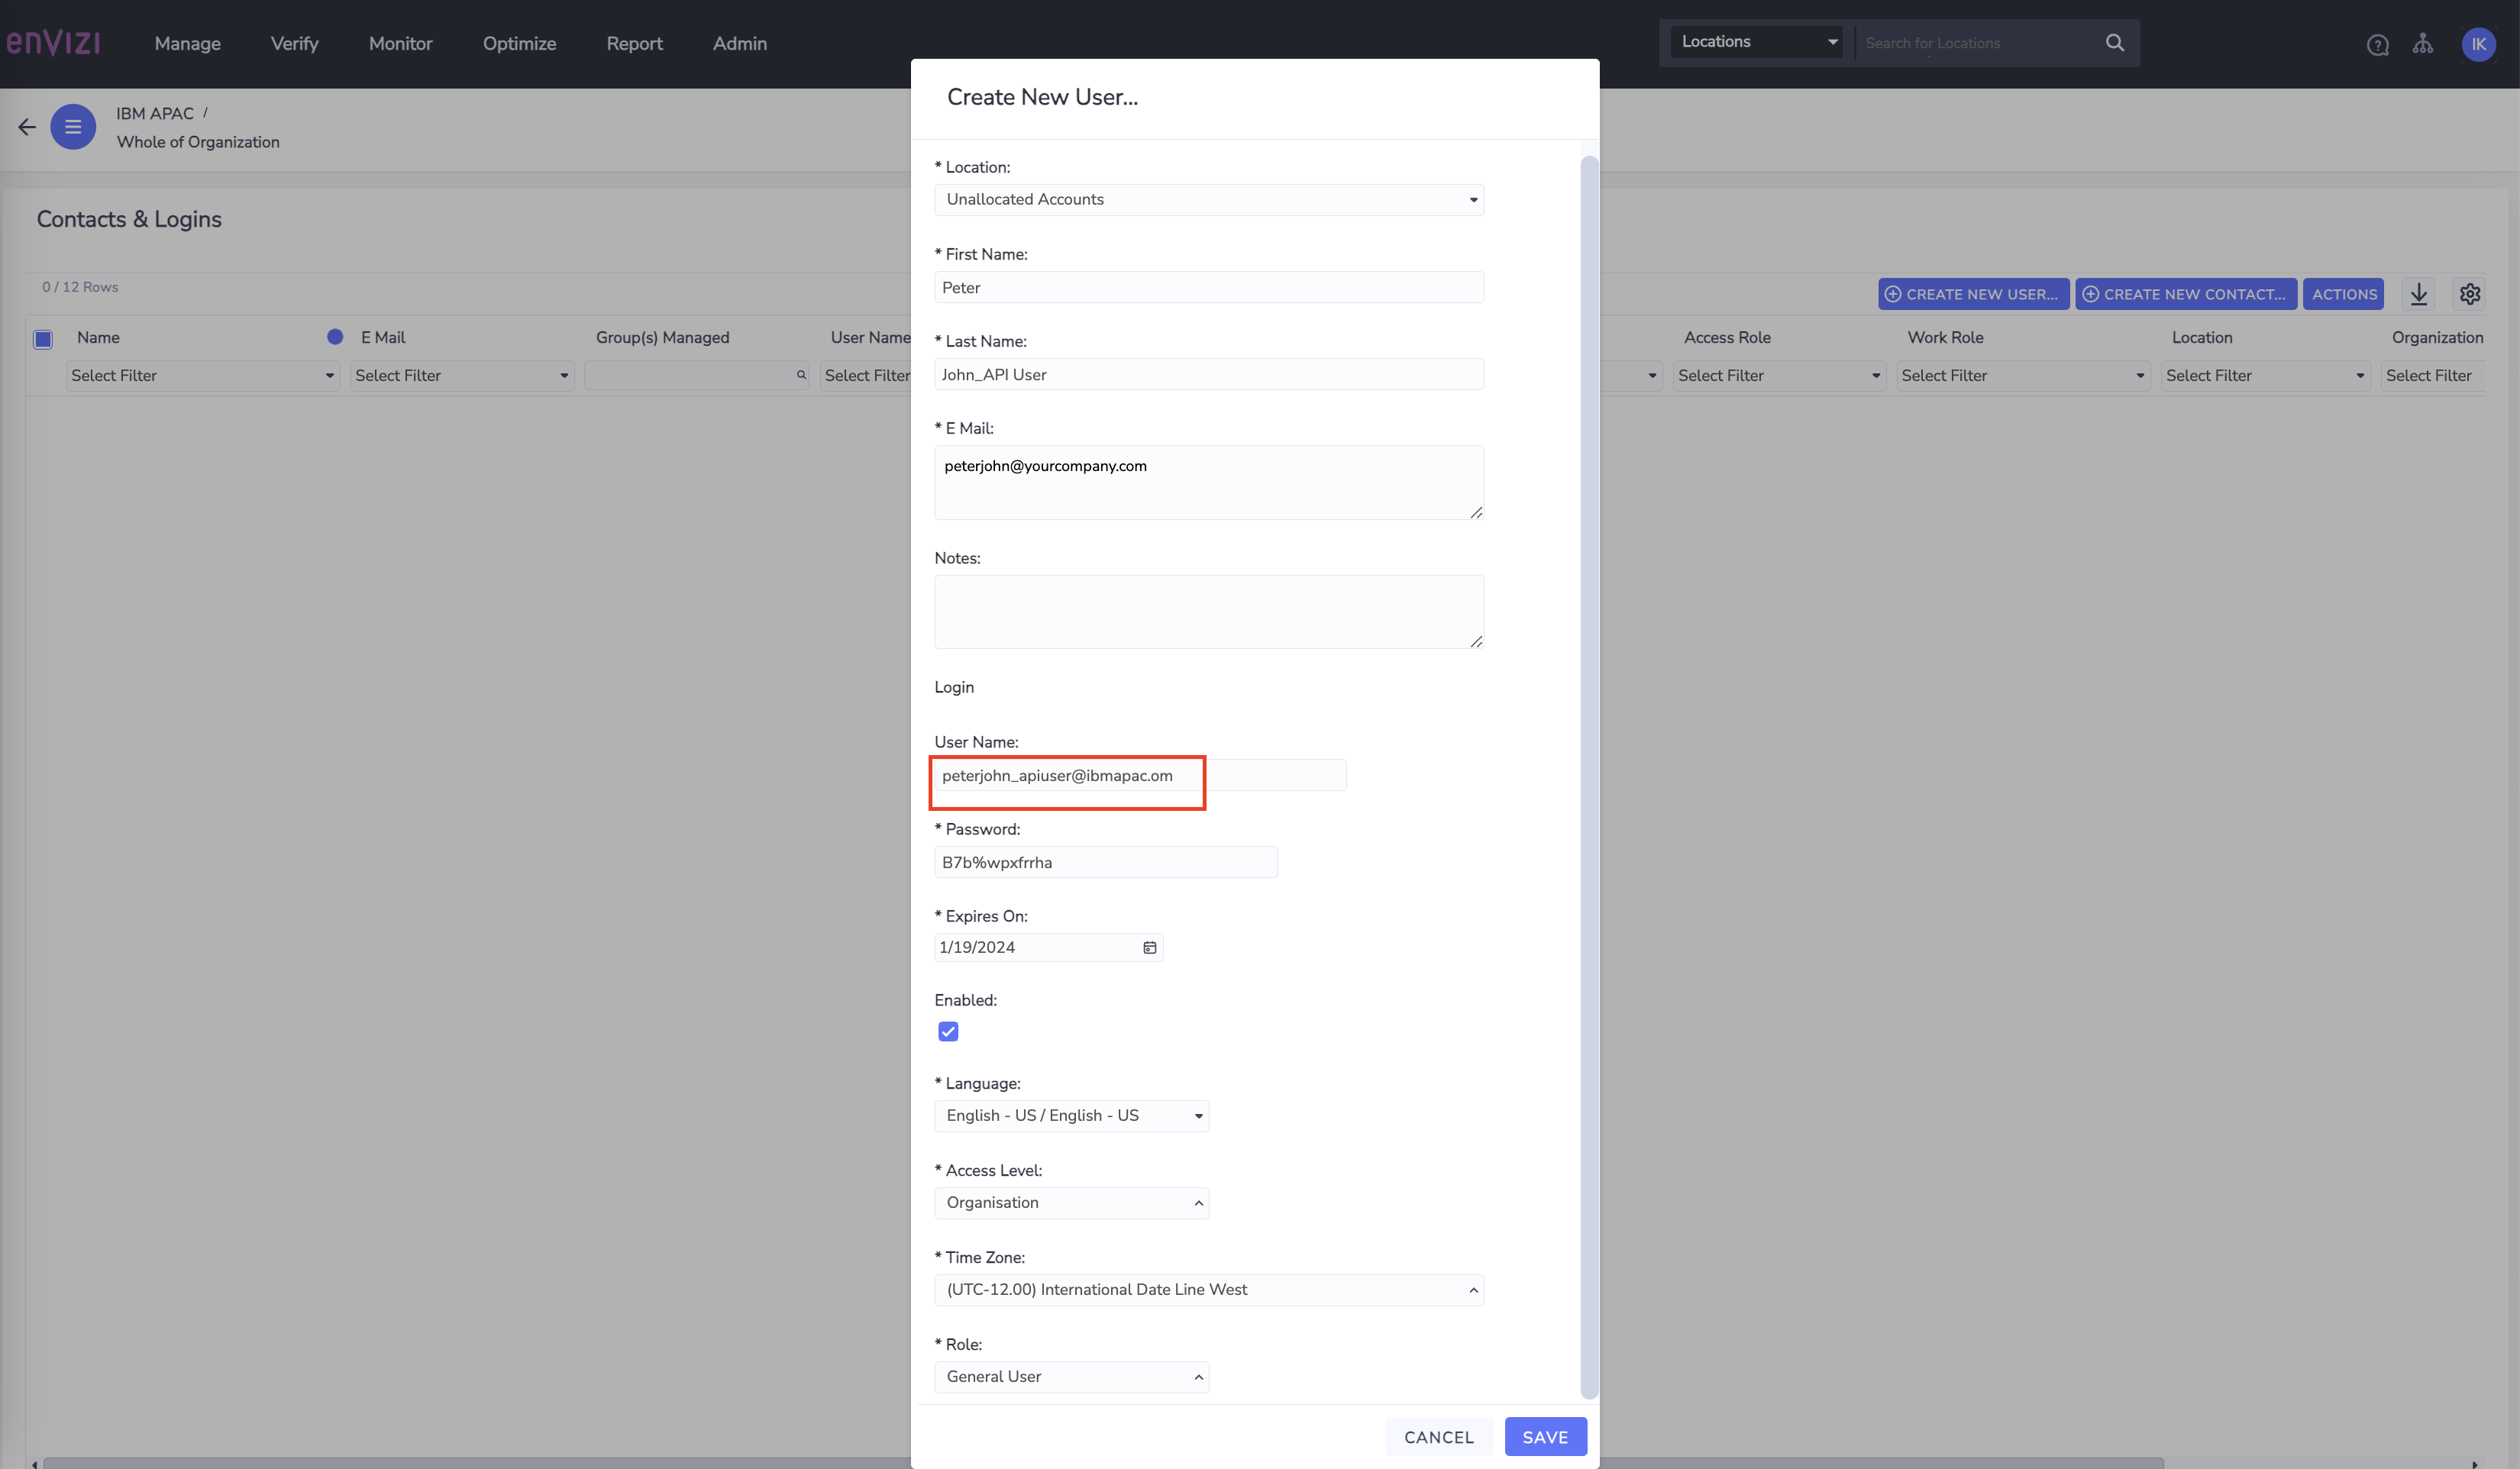 enVizi
Manage
Verify
Monitor
Optimize
Report
Admin
Locations
Search for Locations
IK
IBM APAC /
Whole of Organization
Contacts & Logins
0 / 12 Rows
CREATE NEW USER...
CREATE NEW CONTACT...
ACTIONS
Name
E Mail
Group(s) Managed
User Name
Access Role
Work Role
Location
Organization
Select Filter
Select Filter
Select Filter
Select Filter
Select Filter
Select Filter
Select Filter
Create New User...
* Location:
Unallocated Accounts
* First Name:
Peter
* Last Name:
John_API User
* E Mail:
peterjohn@yourcompany.com
Notes:
Login
User Name:
peterjohn_apiuser@ibmapac.om
* Password:
B7b%wpxfrrha
* Expires On:
1/19/2024
Enabled:
* Language:
English - US / English - US
* Access Level:
Organisation
* Time Zone:
(UTC-12.00) International Date Line West
* Role:
General User
CANCEL
SAVE